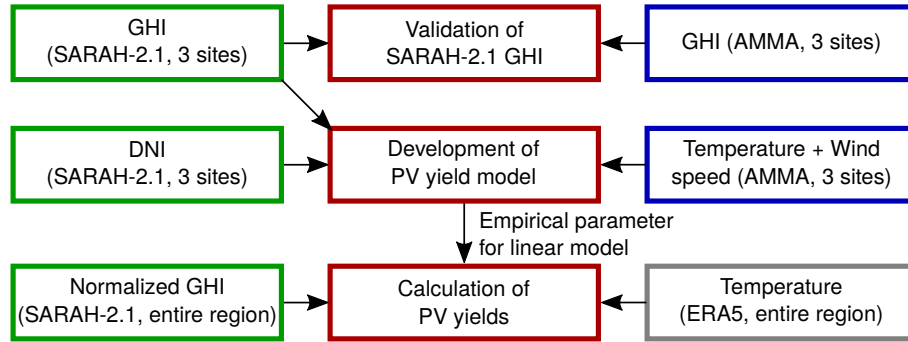 GHI
(SARAH-2.1, 3 sites)
Validation of
SARAH-2.1 GHI
GHI (AMMA, 3 sites)
DNI
(SARAH-2.1, 3 sites)
Development of
PV yield model
Temperature + Wind
speed (AMMA, 3 sites)
Empirical parameter
for linear model
Normalized GHI
(SARAH-2.1, entire region)
Calculation of
PV yields
Temperature
(ERA5, entire region)